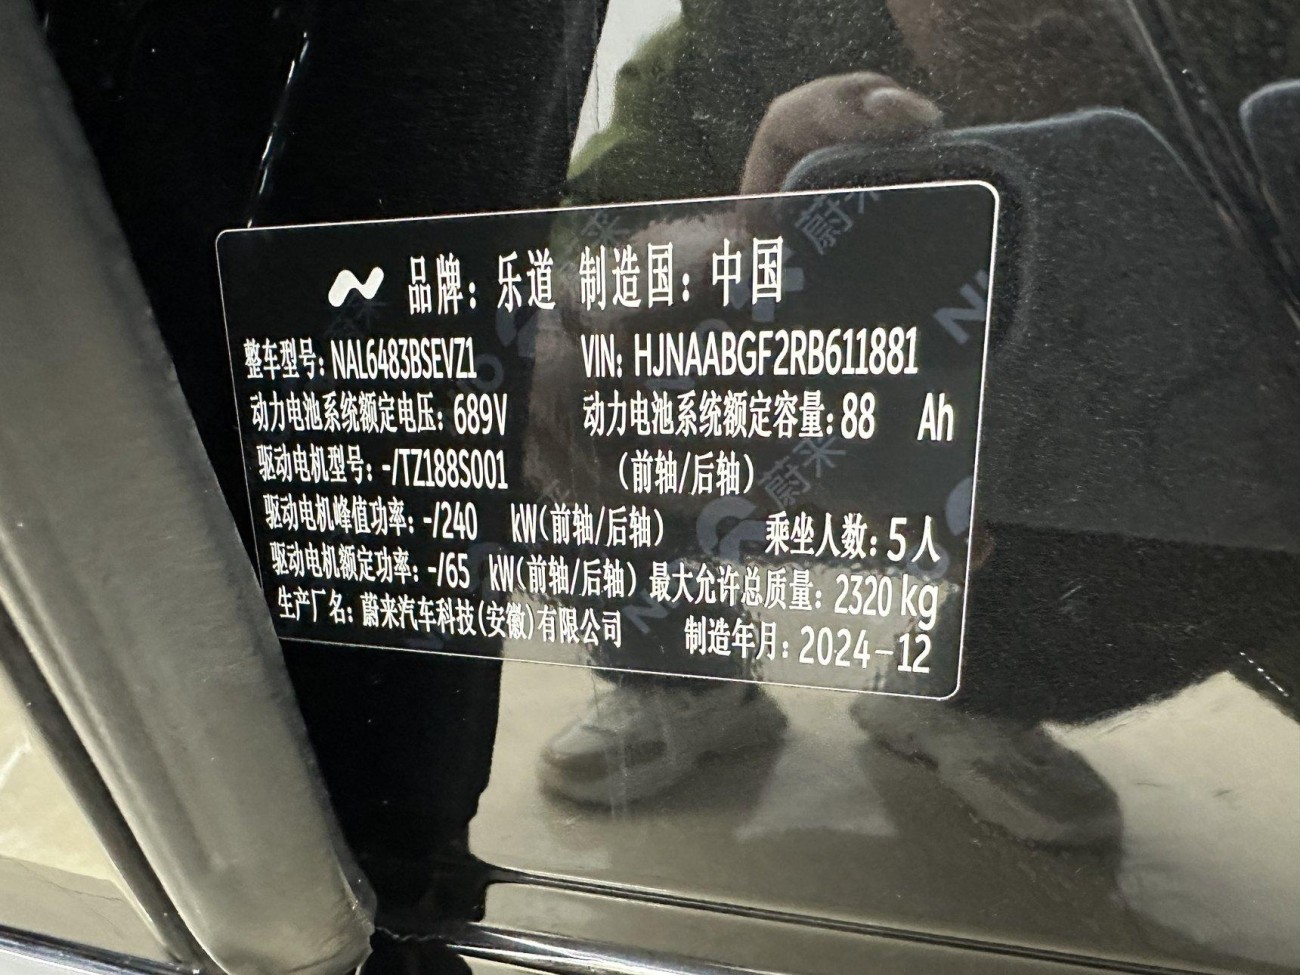 品牌：乐道 制造国：中国
整车型号：NAL6483BSEVZ1 VIN: HJNAABGF2RB611881
动力电池系统额定电压：689V 动力电池系统额定容量：88 Ah
驱动电机型号：-/TZ188S001 （前轴/后轴）
驱动电机峰值功率：-/240 kW（前轴/后轴） 乘坐人数：5人
驱动电机额定功率：-/65 kW（前轴/后轴） 最大允许总质量：2320 kg
生产厂名：蔚来汽车科技（安徽）有限公司 制造年月：2024-12